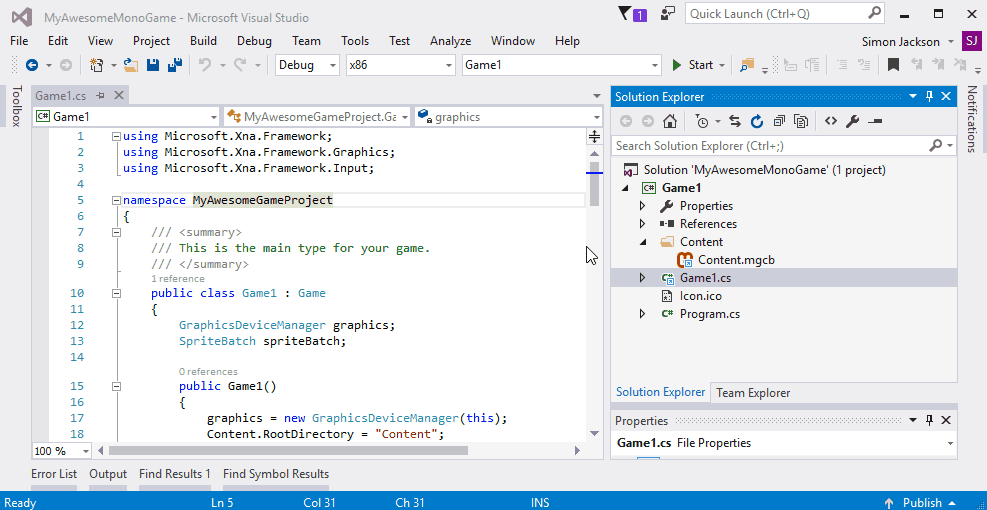 MyAwesomeMonoGame - Microsoft Visual Studio
1
Quick Launch (Ctrl+Q)
File Edit View Project Build Debug Team Tools Test Analyze Window Help
Simon Jackson SJ
Debug x86 Game1 Start
Toolbox
Game1.cs
Game1 MyAwesomeGameProject.Ga graphics
1 using Microsoft.Xna.Framework;
2 using Microsoft.Xna.Framework.Graphics;
3 using Microsoft.Xna.Framework.Input;
4
5 namespace MyAwesomeGameProject
6 {
7 /// <summary>
8 /// This is the main type for your game.
9 /// </summary>
1 reference
10 public class Game1 : Game
11 {
12 GraphicsDeviceManager graphics;
13 SpriteBatch spriteBatch;
14
0 references
15 public Game1()
16 {
17 graphics = new GraphicsDeviceManager(this);
18 Content.RootDirectory = "Content";
100 %
Solution Explorer
Search Solution Explorer (Ctrl+;)
Solution 'MyAwesomeMonoGame' (1 project)
C# Game1
Properties
References
Content
Content.mgcb
C# Game1.cs
Icon.ico
C# Program.cs
Solution Explorer Team Explorer
Properties
Game1.cs File Properties
Notifications
Error List Output Find Results 1 Find Symbol Results
Ready Ln 5 Col 31 Ch 31 INS Publish